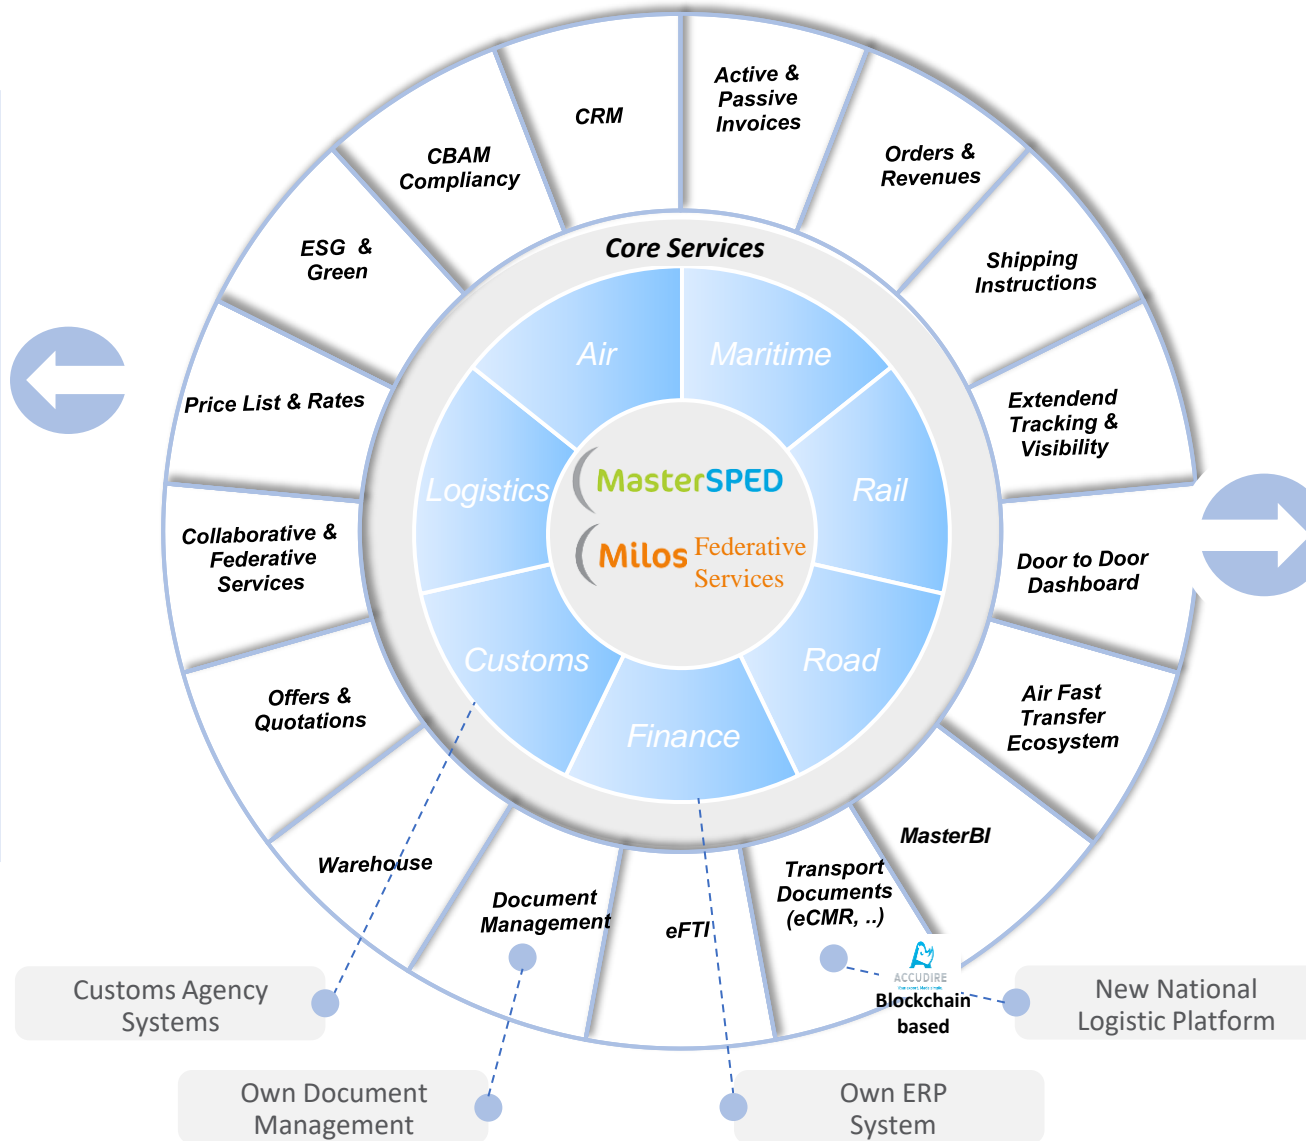 CRM
Active &
Passive
Invoices
Orders &
Revenues
Shipping
Instructions
Extendend
Tracking &
Visibility
Door to Door
Dashboard
Air Fast
Transfer
Ecosystem
MasterBI
Transport
Documents
(eCMR, ..)
eFTI
Document
Management
Warehouse
Offers &
Quotations
Collaborative &
Federative
Services
Price List & Rates
ESG &
Green
CBAM
Compliancy
Core Services
Air
Maritime
Rail
Road
Finance
Customs
Logistics
MasterSPED
Milos Federative
Services
ACCUDIRE
Blockchain
based
Customs Agency
Systems
New National
Logistic Platform
Own Document
Management
Own ERP
System